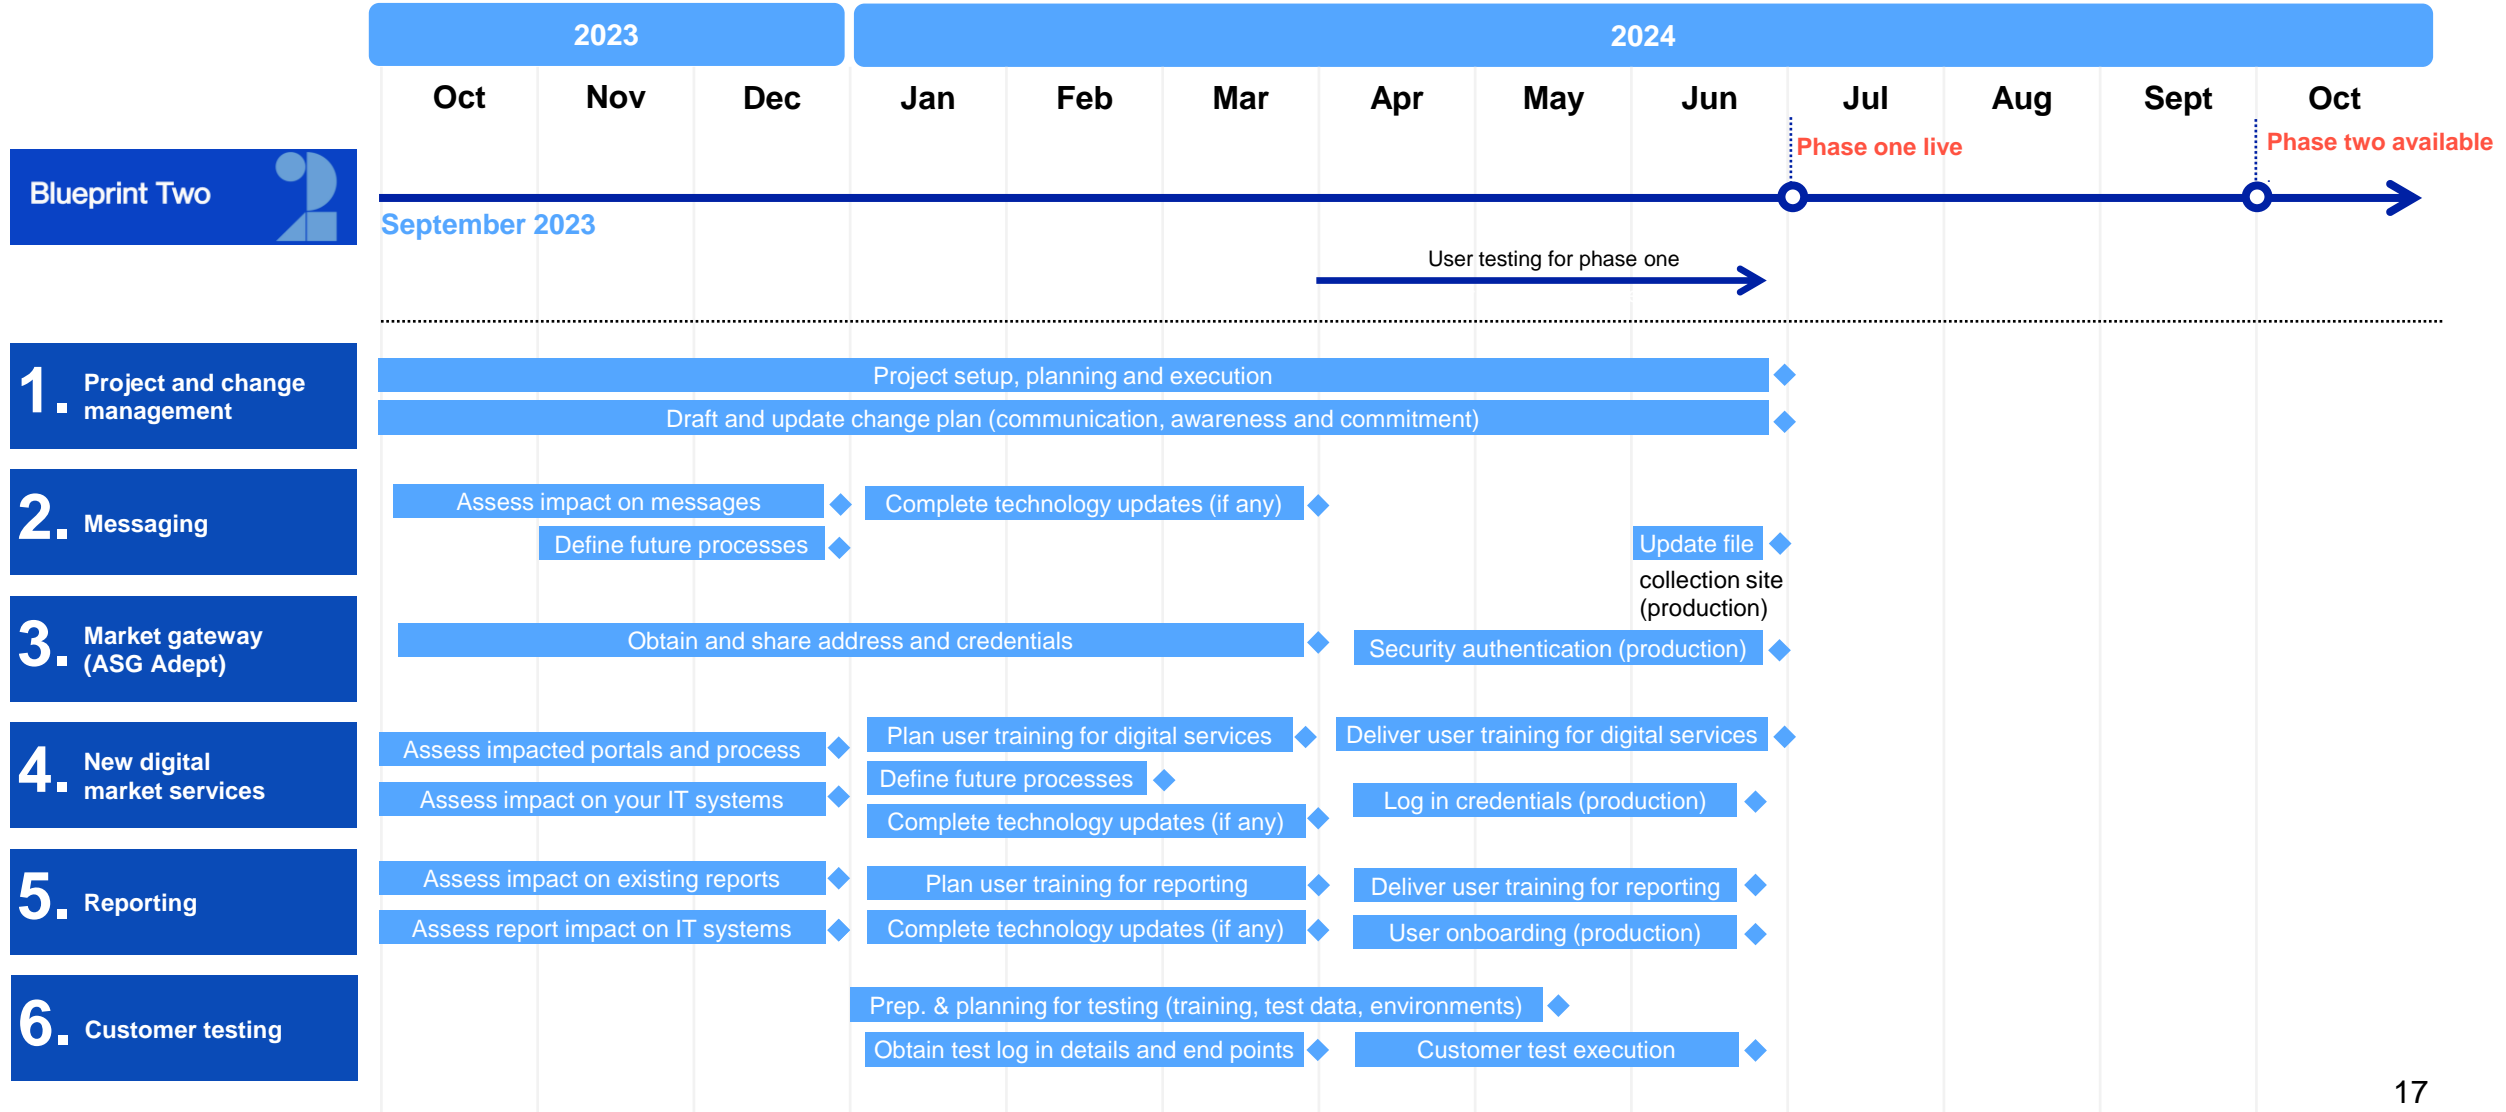 2023
2024
Oct
Nov
Dec
Jan
Feb
Mar
Apr
May
Jun
Jul
Aug
Sept
Oct
Phase one live
Phase two available
Blueprint Two
September 2023
User testing for phase one
1.
Project and change
management
Project setup, planning and execution
Draft and update change plan (communication, awareness and commitment)
2.
Messaging
Assess impact on messages
Complete technology updates (if any)
Define future processes
Update file
collection site
(production)
3.
Market gateway
(ASG Adept)
Obtain and share address and credentials
Security authentication (production)
4.
New digital
market services
Assess impacted portals and process
Plan user training for digital services
Deliver user training for digital services
Define future processes
Assess impact on your IT systems
Log in credentials (production)
Complete technology updates (if any)
5.
Reporting
Assess impact on existing reports
Plan user training for reporting
Deliver user training for reporting
Assess report impact on IT systems
Complete technology updates (if any)
User onboarding (production)
6.
Customer testing
Prep. & planning for testing (training, test data, environments)
Obtain test log in details and end points
Customer test execution
17